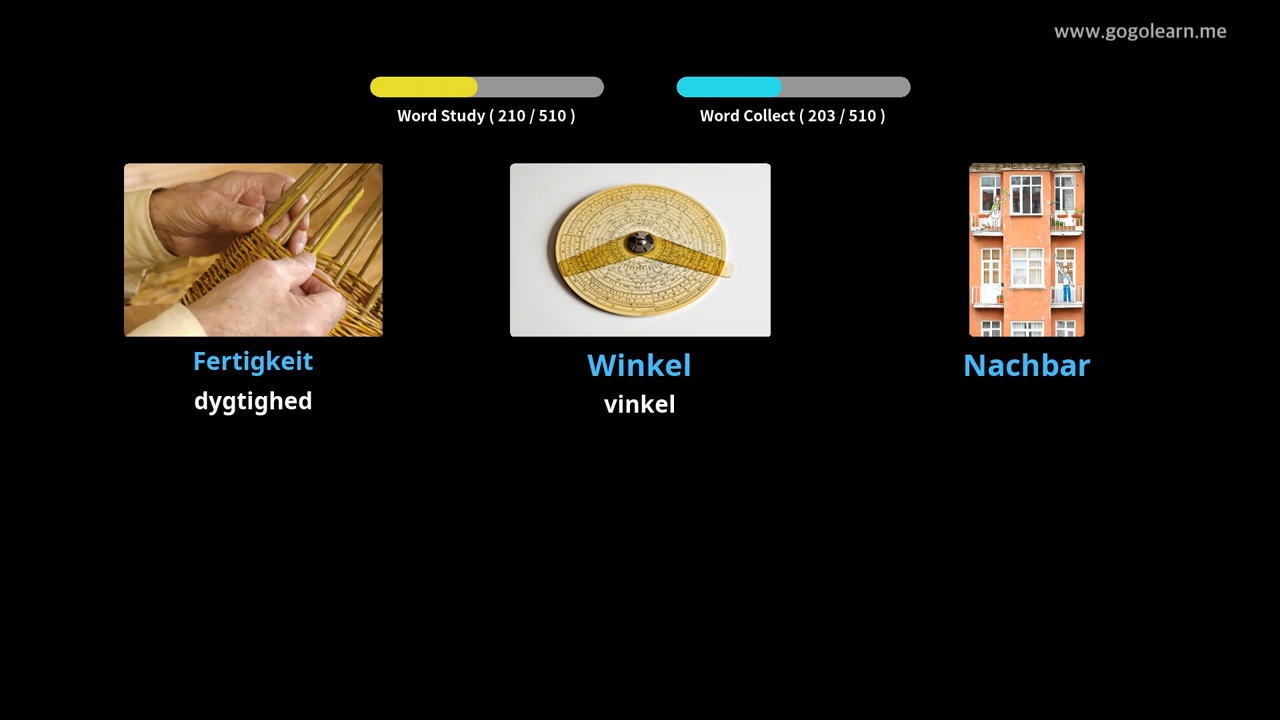 www.gogolearn.me
Word Study ( 210 / 510 )
Word Collect ( 203 / 510 )
Fertigkeit
dygtighed
Winkel
vinkel
Nachbar